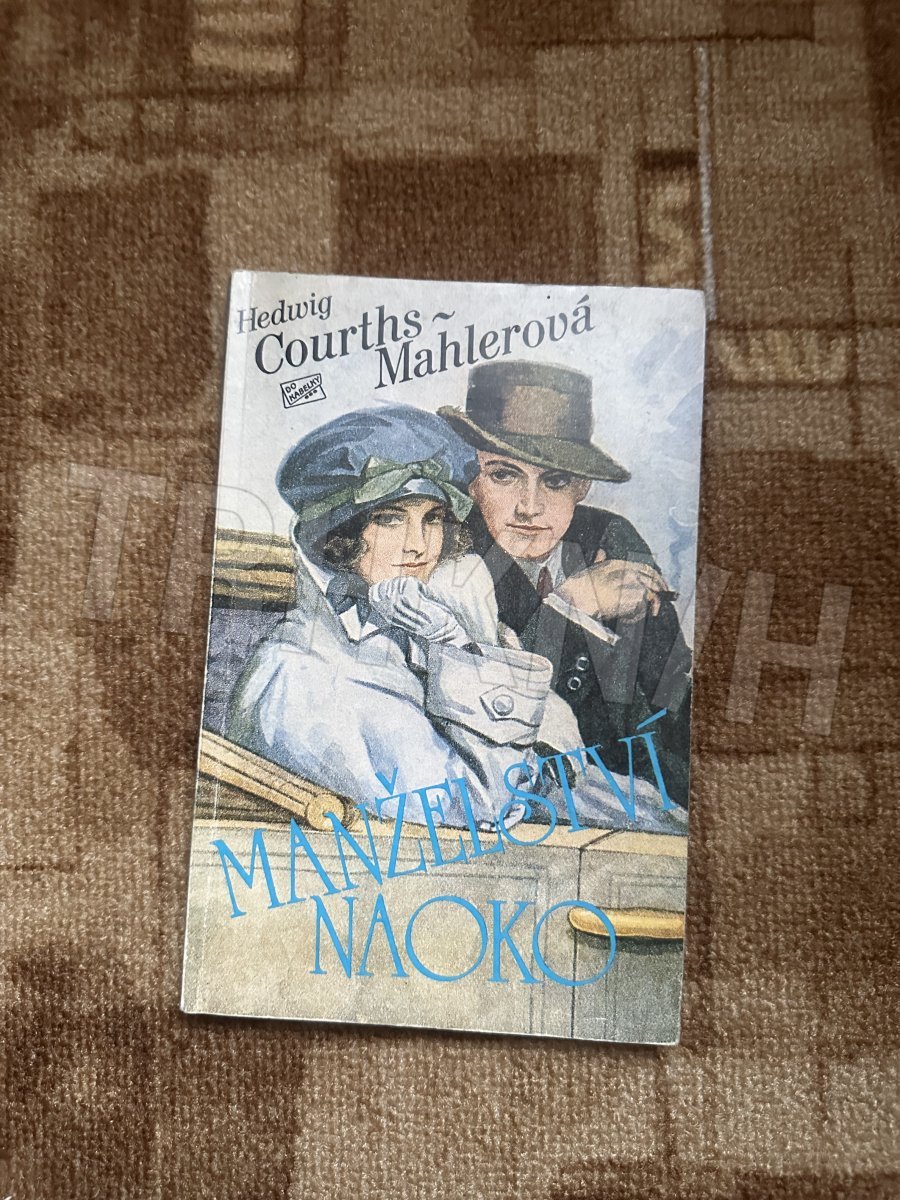 Hedwig
Courths~
Mahlerová
DO
KABELKY
MANŽELSTVÍ
NAOKO